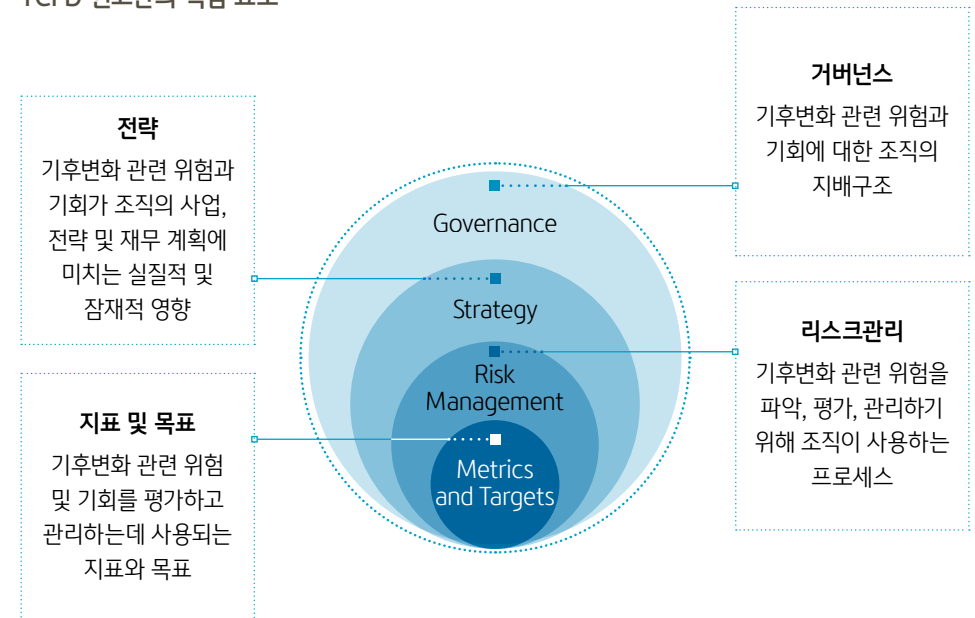 거버넌스
기후변화 관련 위험과
기회에 대한 조직의
지배구조
전략
기후변화 관련 위험과
기회가 조직의 사업,
전략 및 재무 계획에
미치는 실질적 및
잠재적 영향
Governance
Strategy
Risk
Management
Metrics
and Targets
리스크관리
기후변화 관련 위험을
파악, 평가, 관리하기
위해 조직이 사용하는
프로세스
지표 및 목표
기후변화 관련 위험
및 기회를 평가하고
관리하는데 사용되는
지표와 목표